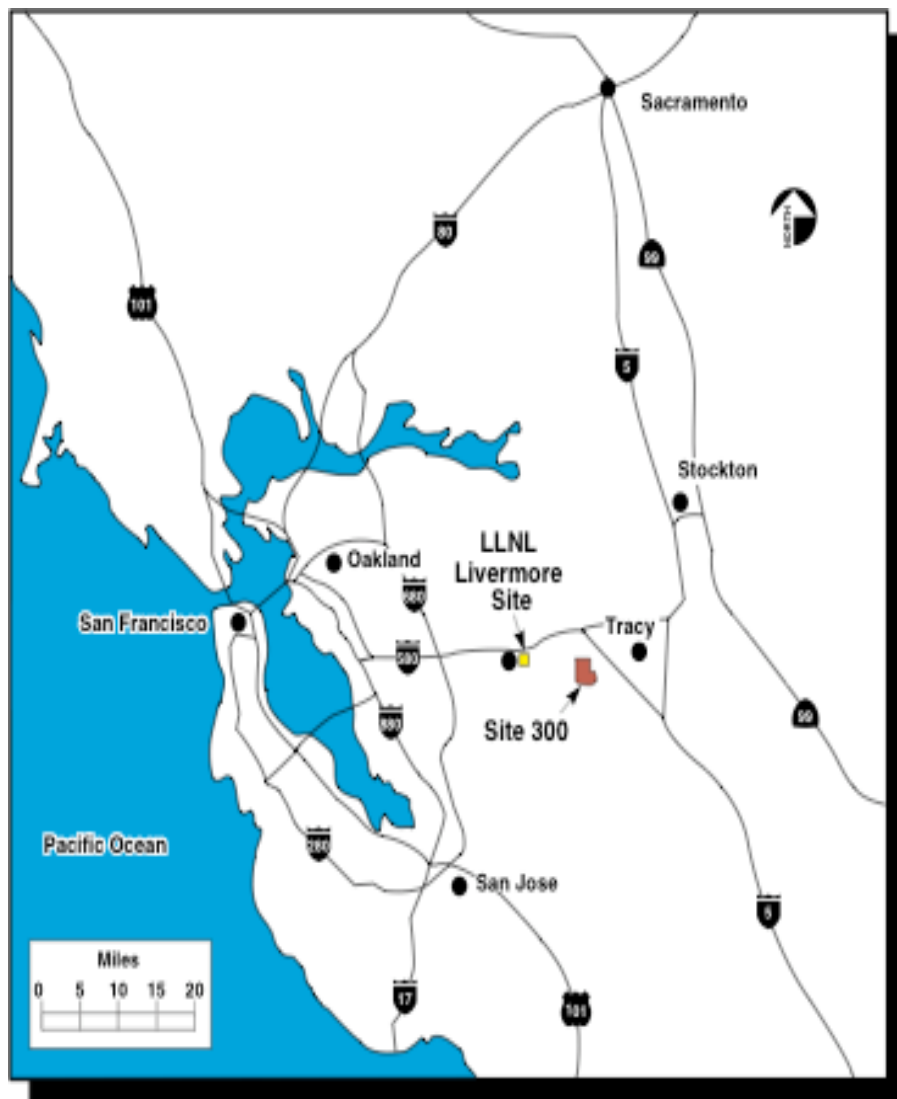 Sacramento
NORTH
80
99
101
5
Stockton
LLNL
Livermore
Site
Oakland
680
San Francisco
Tracy
580
Site 300
880
99
Pacific Ocean
280
San Jose
5
Miles
0 5 10 15 20
17
101